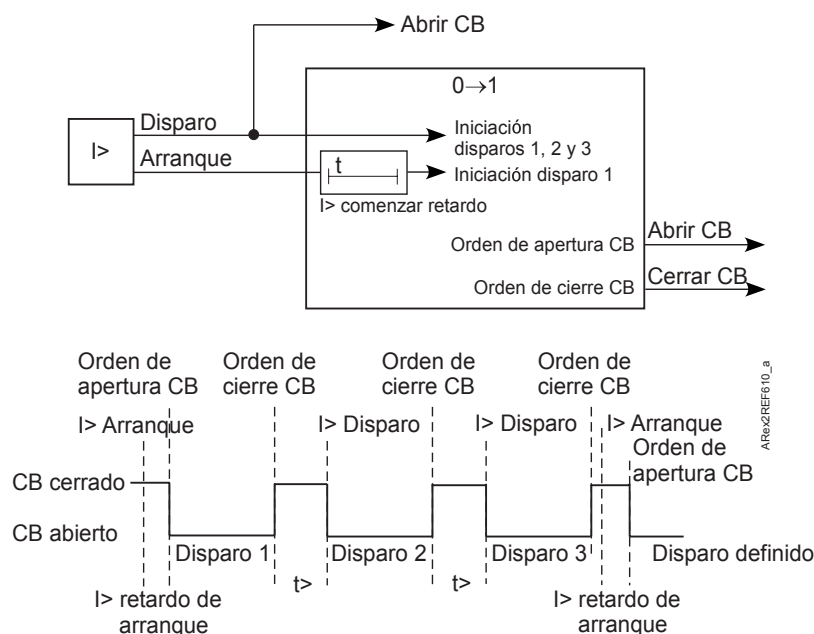 Abrir CB
0→1
Disparo
I>
Arranque
Iniciación
disparos 1, 2 y 3
t
Iniciación disparo 1
I> comenzar retardo
Orden de apertura CB
Abrir CB
Orden de cierre CB
Cerrar CB
Orden de
apertura CB
Orden de
cierre CB
Orden de
cierre CB
Orden de
cierre CB
ARex2REF610_a
I> Arranque
I> Disparo
I> Disparo
I> Arranque
Orden de
apertura CB
CB cerrado
CB abierto
Disparo 1
Disparo 2
Disparo 3
Disparo definido
t>
t>
I> retardo de
arranque
I> retardo de
arranque